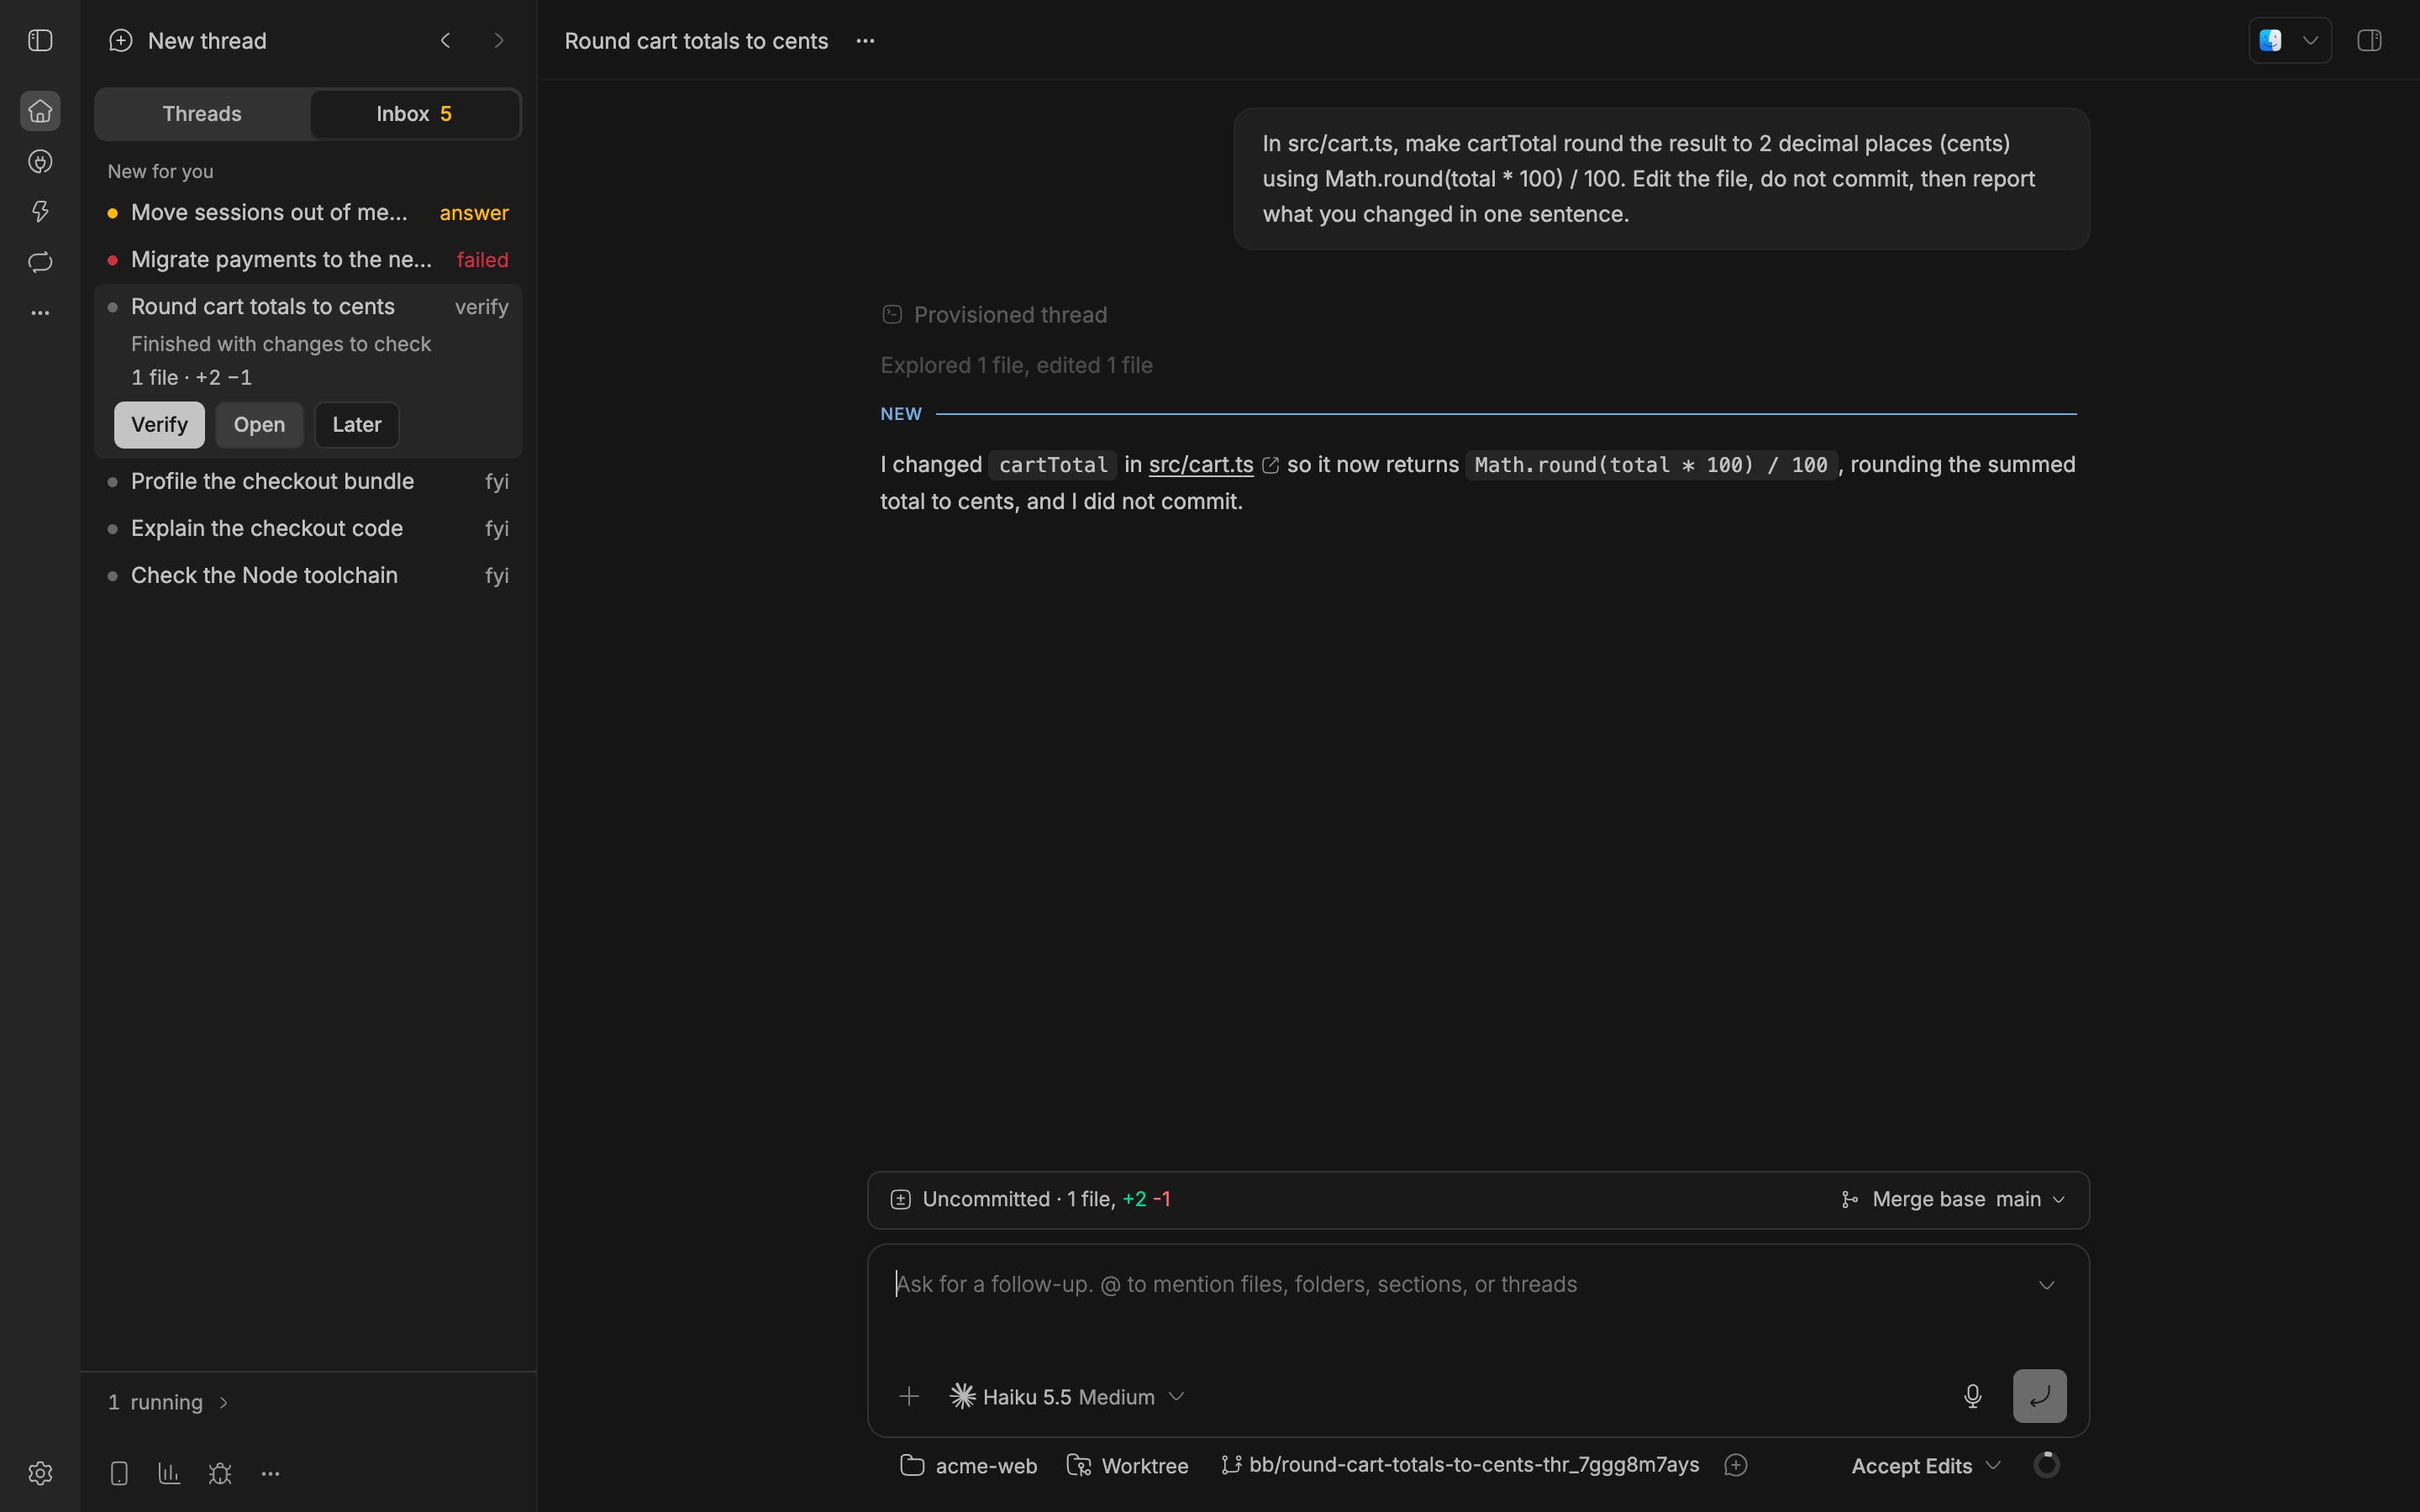 New thread
Threads
Inbox 5
New for you
Move sessions out of me... answer
Migrate payments to the ne... failed
Round cart totals to cents verify
Finished with changes to check
1 file · +2 −1
Verify Open Later
Profile the checkout bundle fyi
Explain the checkout code fyi
Check the Node toolchain fyi
1 running
Round cart totals to cents
In src/cart.ts, make cartTotal round the result to 2 decimal places (cents)
using Math.round(total * 100) / 100. Edit the file, do not commit, then report
what you changed in one sentence.
Provisioned thread
Explored 1 file, edited 1 file
NEW
I changed cartTotal in src/cart.ts so it now returns Math.round(total * 100) / 100, rounding the summed
total to cents, and I did not commit.
Uncommitted · 1 file, +2 -1
Merge base main
Ask for a follow-up. @ to mention files, folders, sections, or threads
Haiku 5.5 Medium
acme-web Worktree bb/round-cart-totals-to-cents-thr_7ggg8m7ays
Accept Edits